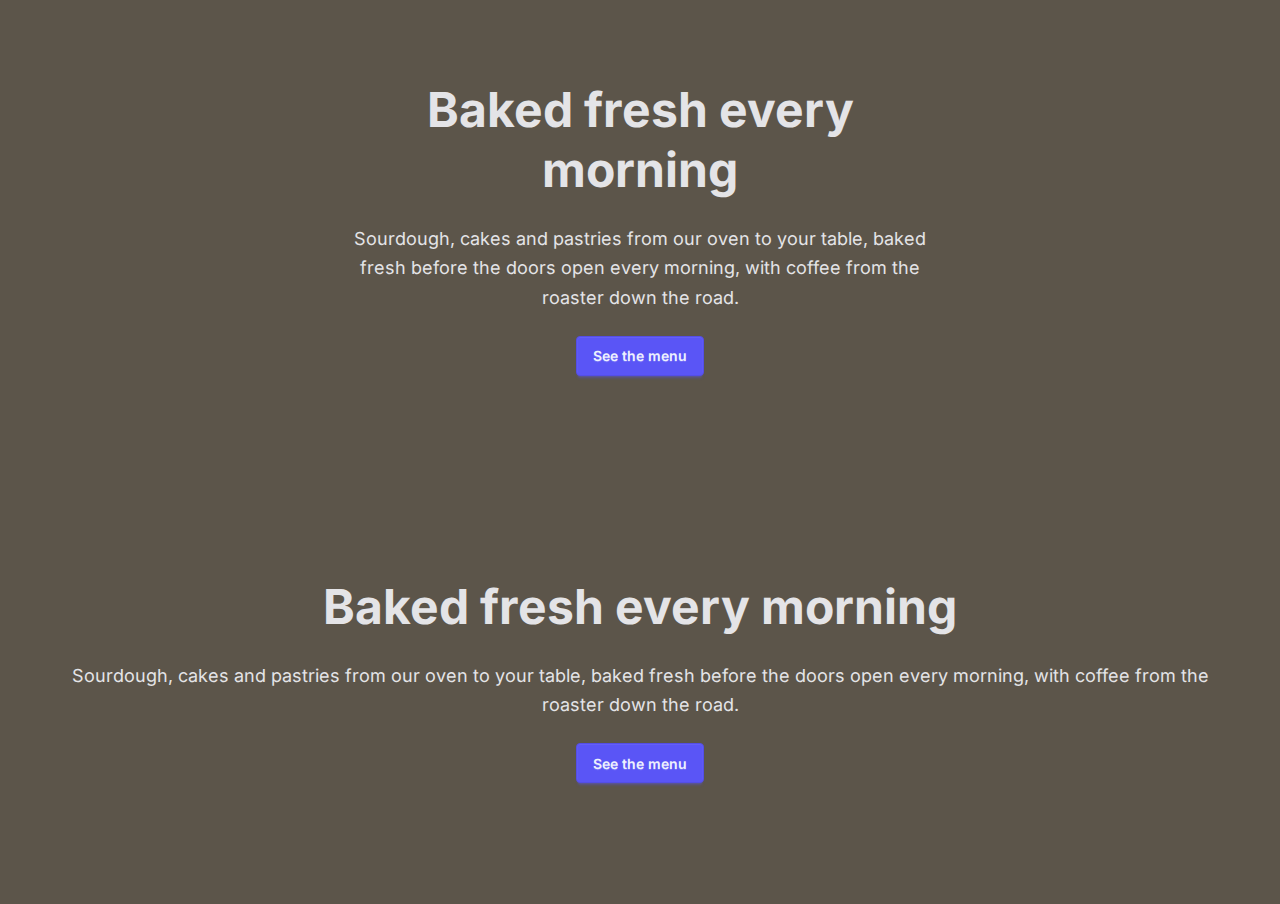 Baked fresh every
morning
Sourdough, cakes and pastries from our oven to your table, baked
fresh before the doors open every morning, with coffee from the
roaster down the road.
See the menu
Baked fresh every morning
Sourdough, cakes and pastries from our oven to your table, baked fresh before the doors open every morning, with coffee from the
roaster down the road.
See the menu